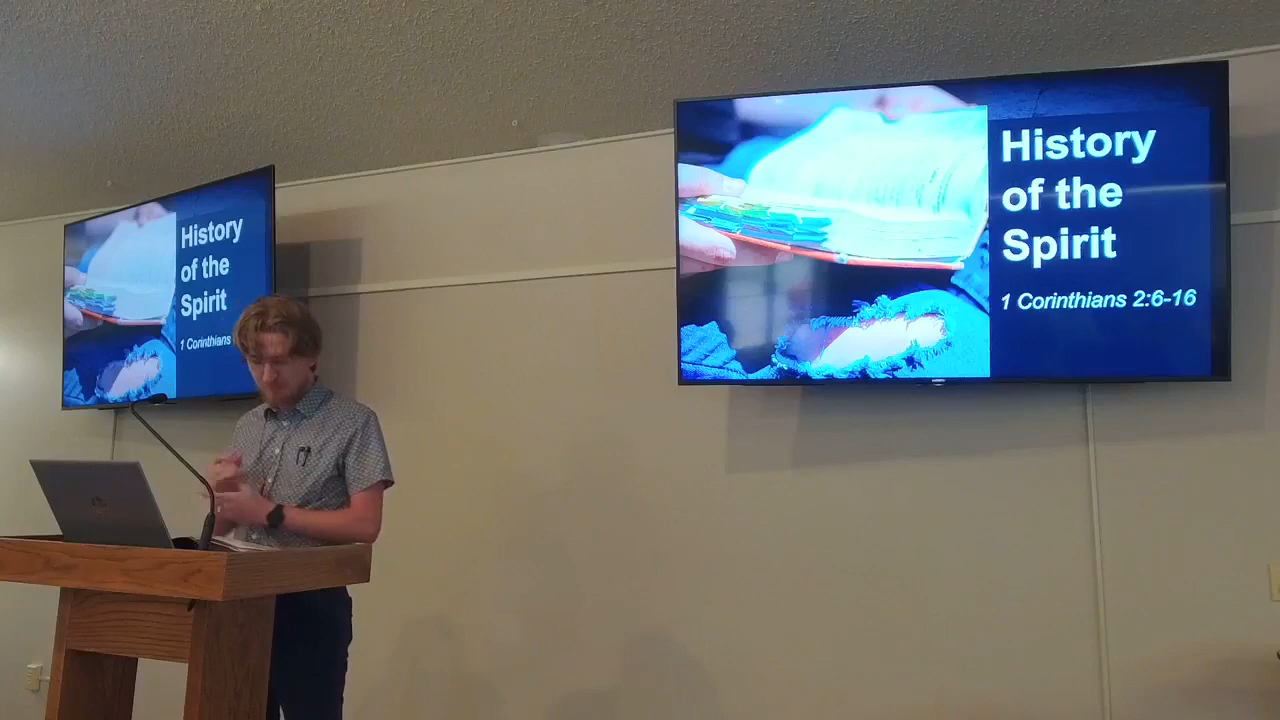 History
of the
Spirit
1 Corinthians
History
of the
Spirit
1 Corinthians 2:6-16